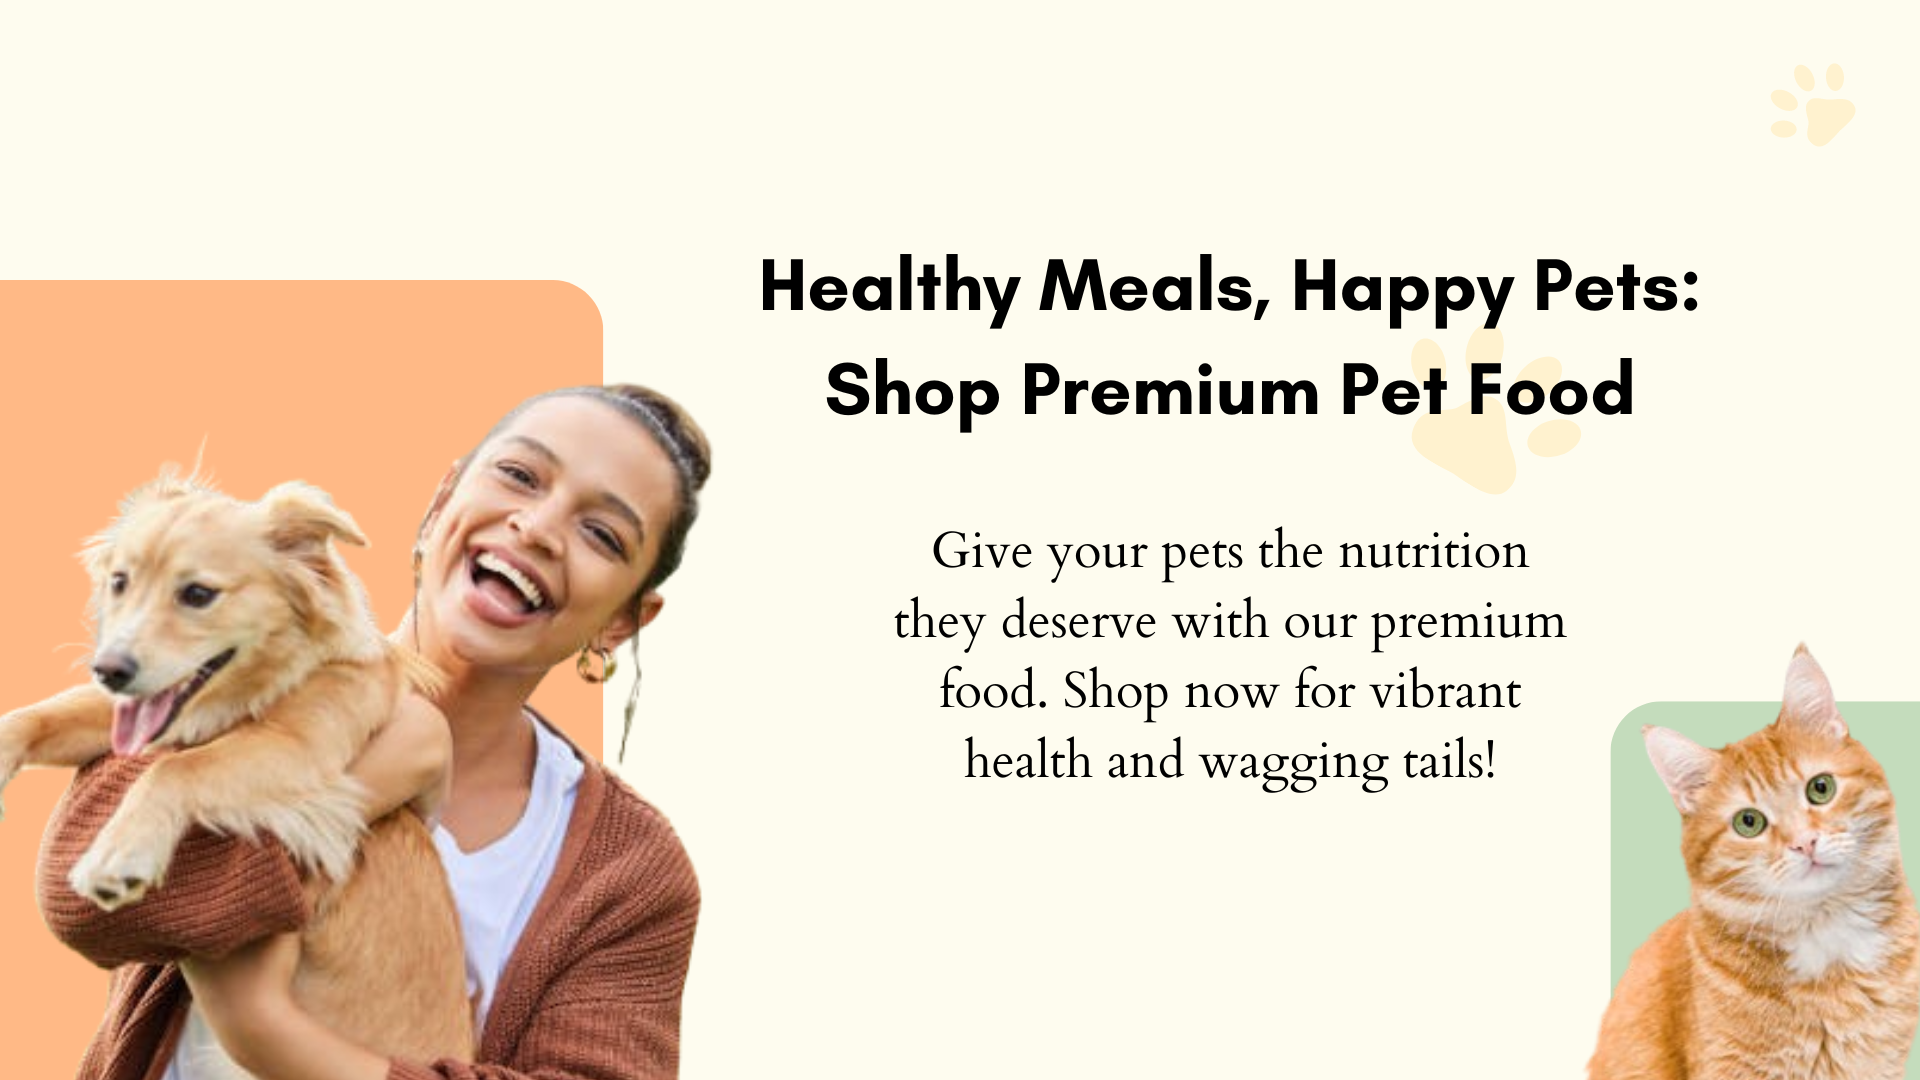 Healthy Meals, Happy Pets:
Shop Premium Pet Food
Give your pets the nutrition
they deserve with our premium
food. Shop now for vibrant
health and wagging tails!